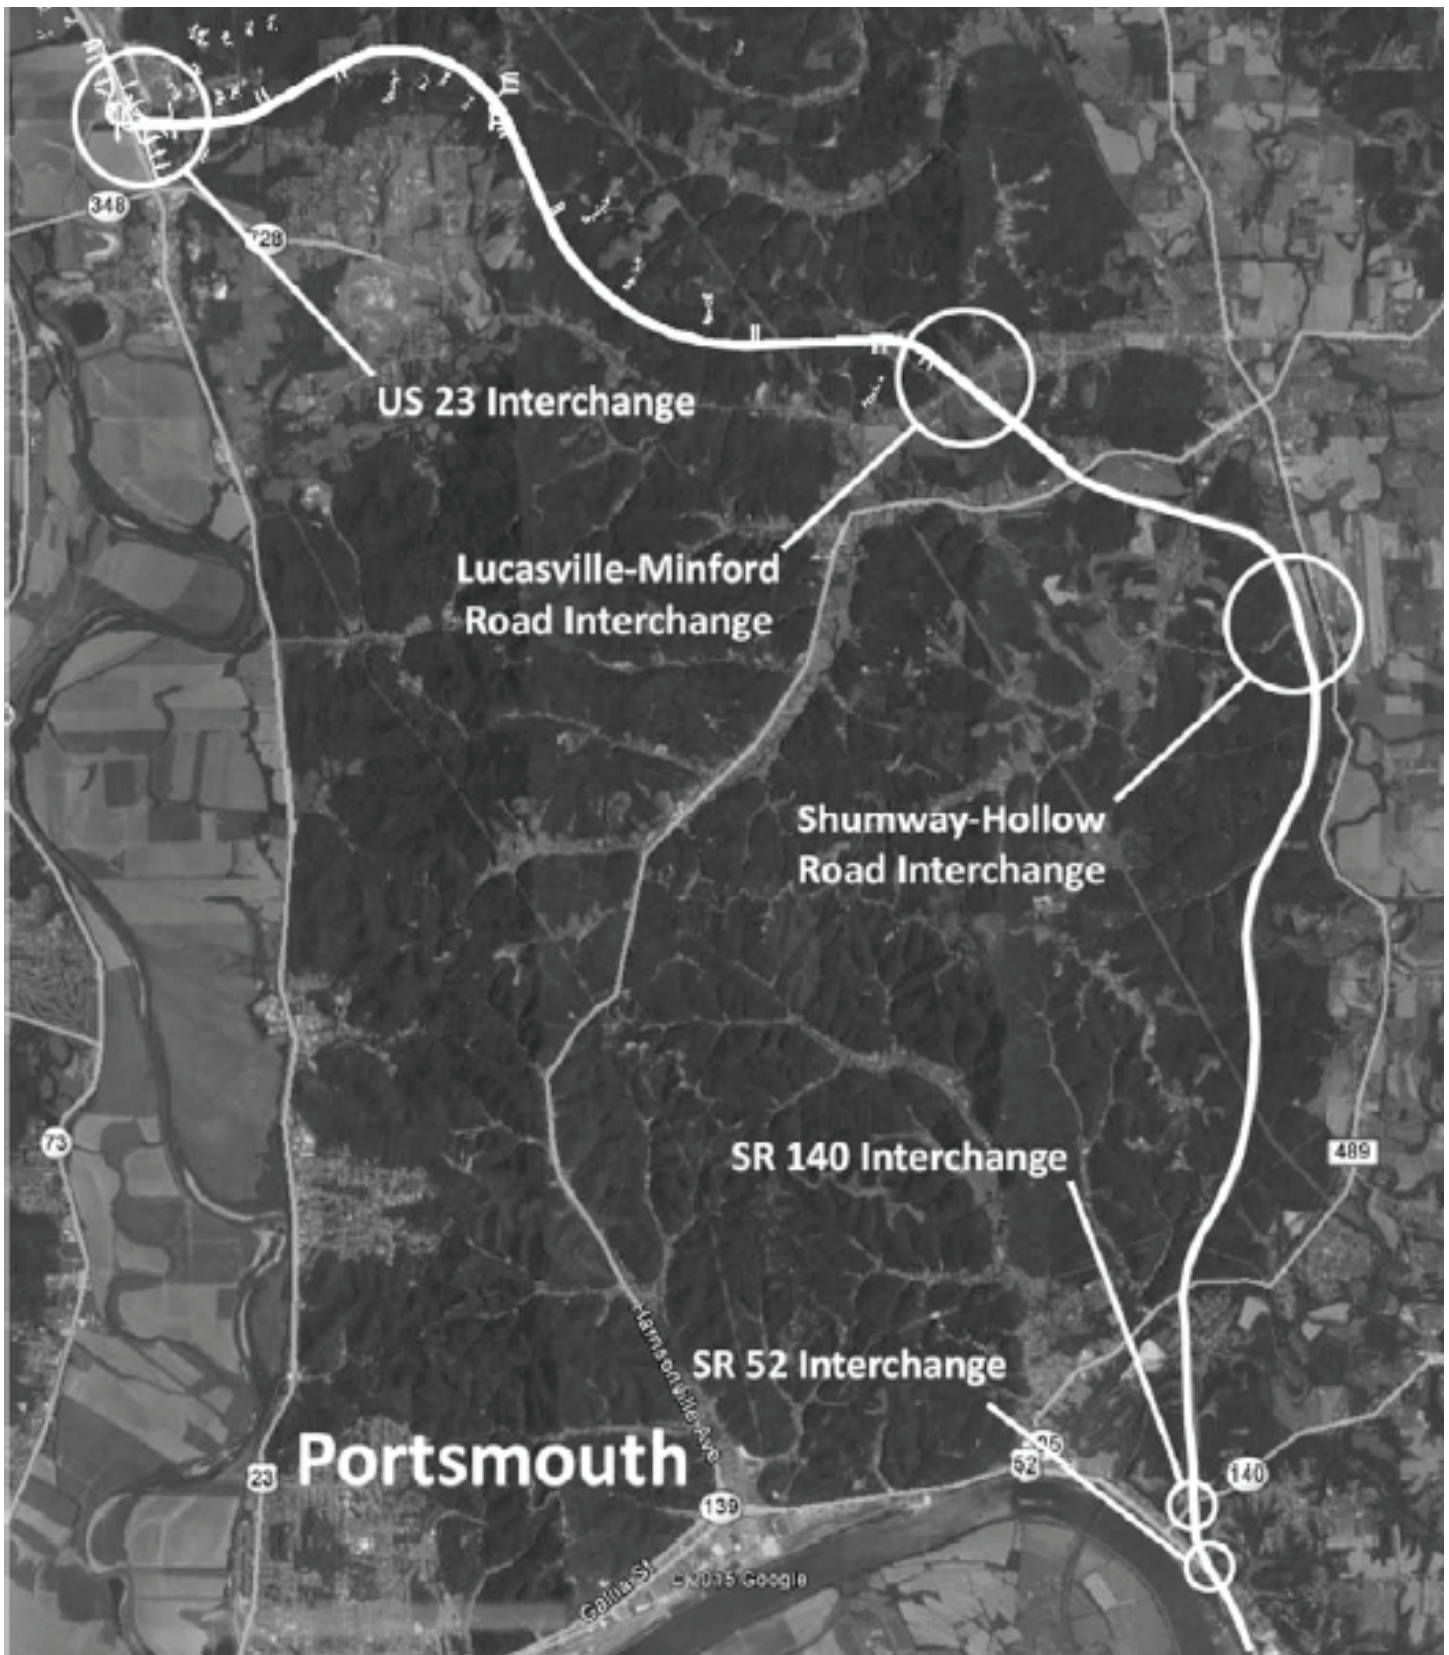 348
728
US 23 Interchange
Lucasville-Minford
Road Interchange
Shumway-Hollow
Road Interchange
73
SR 140 Interchange
489
SR 52 Interchange
Harrisonville Ave
Portsmouth
23
52
140
139
Gallia St
© 2015 Google